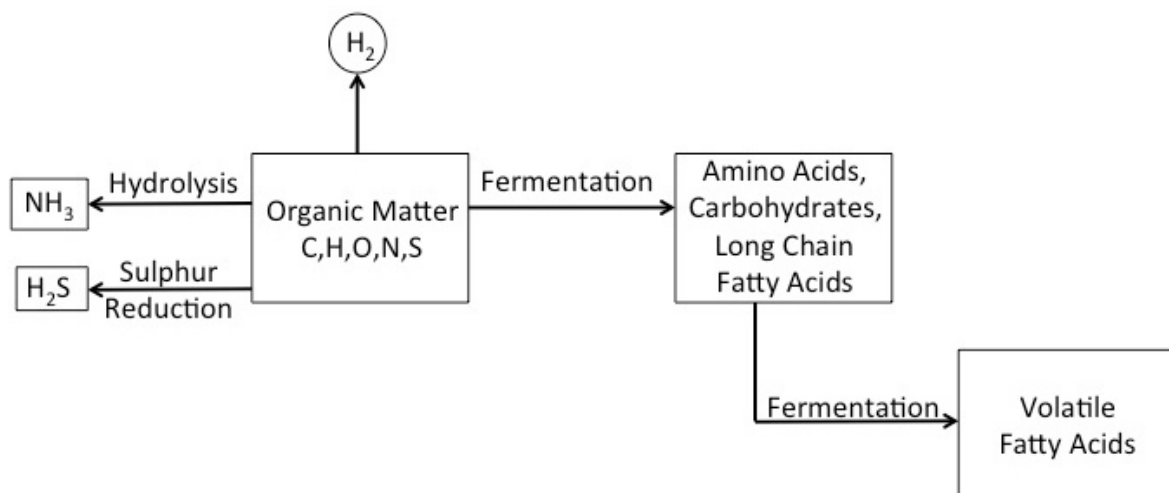 H₂
Hydrolysis
NH₃
Sulphur
H₂S
Reduction
Organic Matter
C,H,O,N,S
Fermentation
Amino Acids,
Carbohydrates,
Long Chain
Fatty Acids
Fermentation
Volatile
Fatty Acids